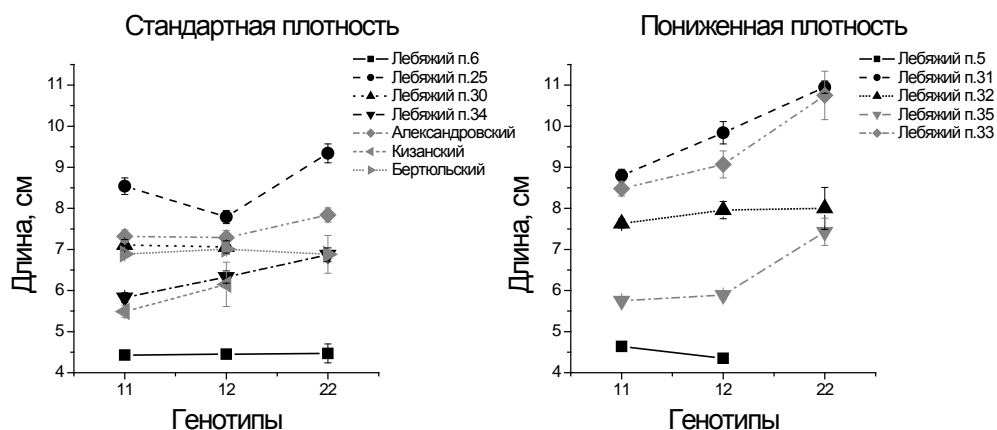 Стандартная плотность
Лебяжий п.6
Лебяжий п.25
Лебяжий п.30
Лебяжий п.34
Александровский
Кизанский
Бертюльский
Длина, см
11
10
9
8
7
6
5
4
11
12
22
Генотипы
Пониженная плотность
Лебяжий п.5
Лебяжий п.31
Лебяжий п.32
Лебяжий п.35
Лебяжий п.33
Длина, см
11
10
9
8
7
6
5
4
11
12
22
Генотипы